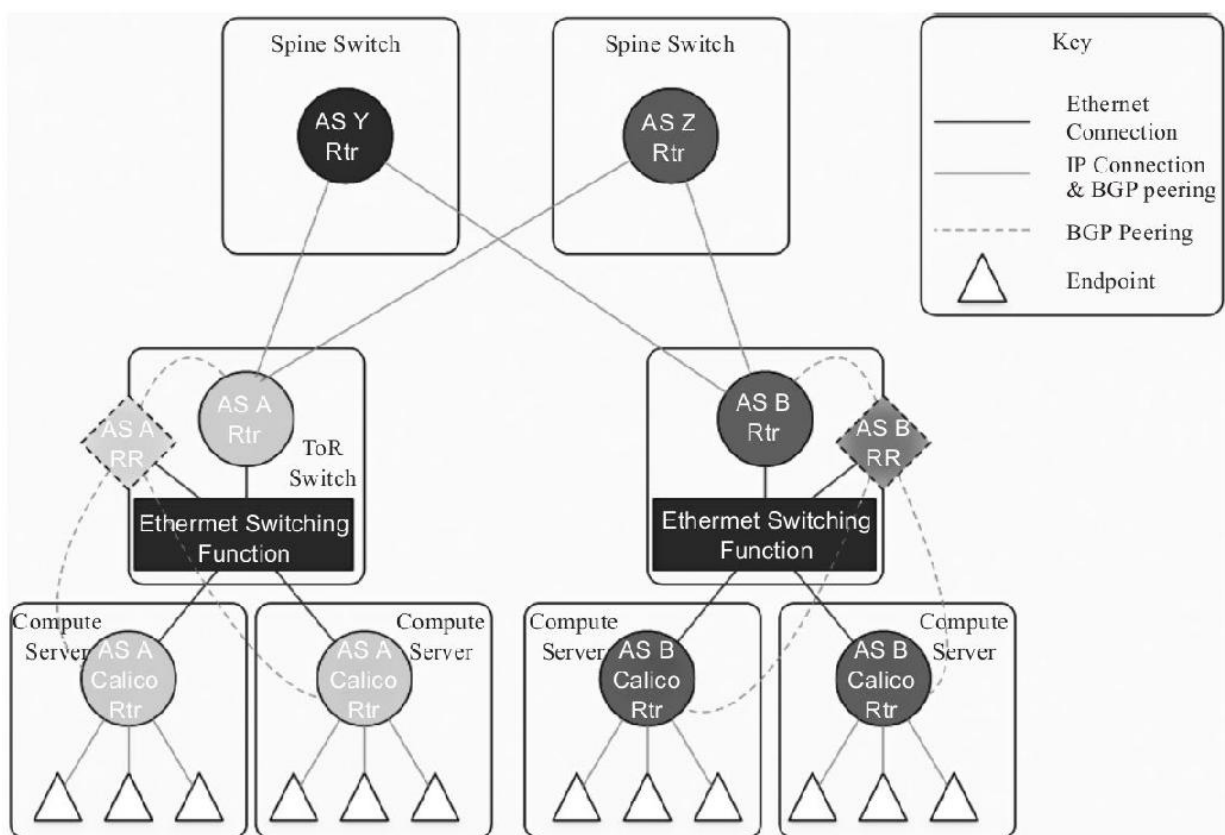 Spine Switch
AS Y
Rtr
Spine Switch
AS Z
Rtr
Key
Ethernet
Connection
IP Connection
& BGP peering
BGP Peering
Endpoint
AS A
RR
AS A
Rtr
ToR
Switch
Ethermet Switching
Function
AS B
Rtr
AS B
RR
Ethermet Switching
Function
Compute
Server
AS A
Calico
Rtr
AS A
Calico
Rtr
Compute
Server
Compute
Server
AS B
Calico
Rtr
AS B
Calico
Rtr
Compute
Server